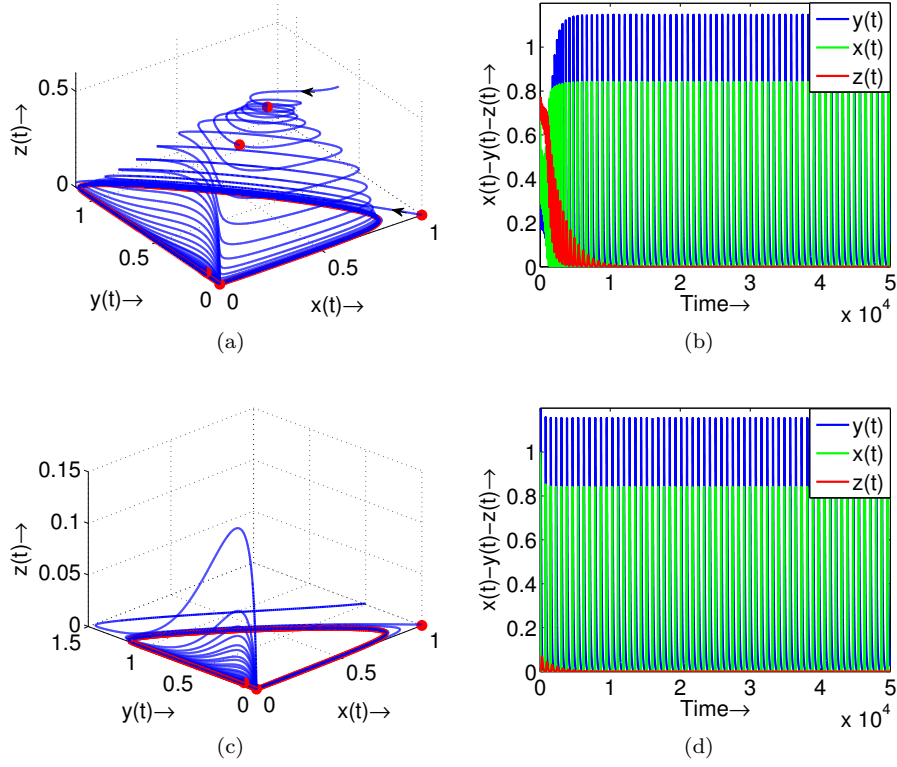 0.5
z(t)→
0
1
0.5
y(t)→
0
0
0.5
x(t)→
1
(a)
1
0.8
0.6
0.4
0.2
0
x(t)−y(t)−z(t)→
y(t)
x(t)
z(t)
0 1 2 3 4 5
Time→
x 10^4
(b)
0.15
0.1
0.05
0
z(t)→
1.5
1
0.5
0
y(t)→
0
0.5
1
x(t)→
(c)
1
0.8
0.6
0.4
0.2
0
x(t)−y(t)−z(t)→
y(t)
x(t)
z(t)
0 1 2 3 4 5
Time→
x 10^4
(d)